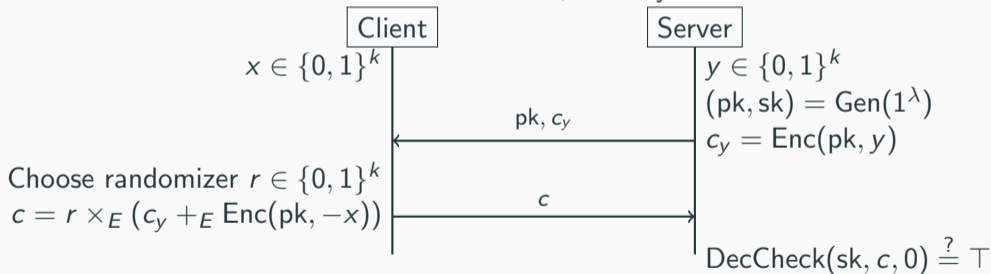 Client
Server
x ∈ {0, 1}^k
y ∈ {0, 1}^k
(pk, sk) = Gen(1^λ)
pk, c_y
c_y = Enc(pk, y)
Choose randomizer r ∈ {0, 1}^k
c = r ×_E (c_y +_E Enc(pk, −x))
c
DecCheck(sk, c, 0) ≟ ⊤